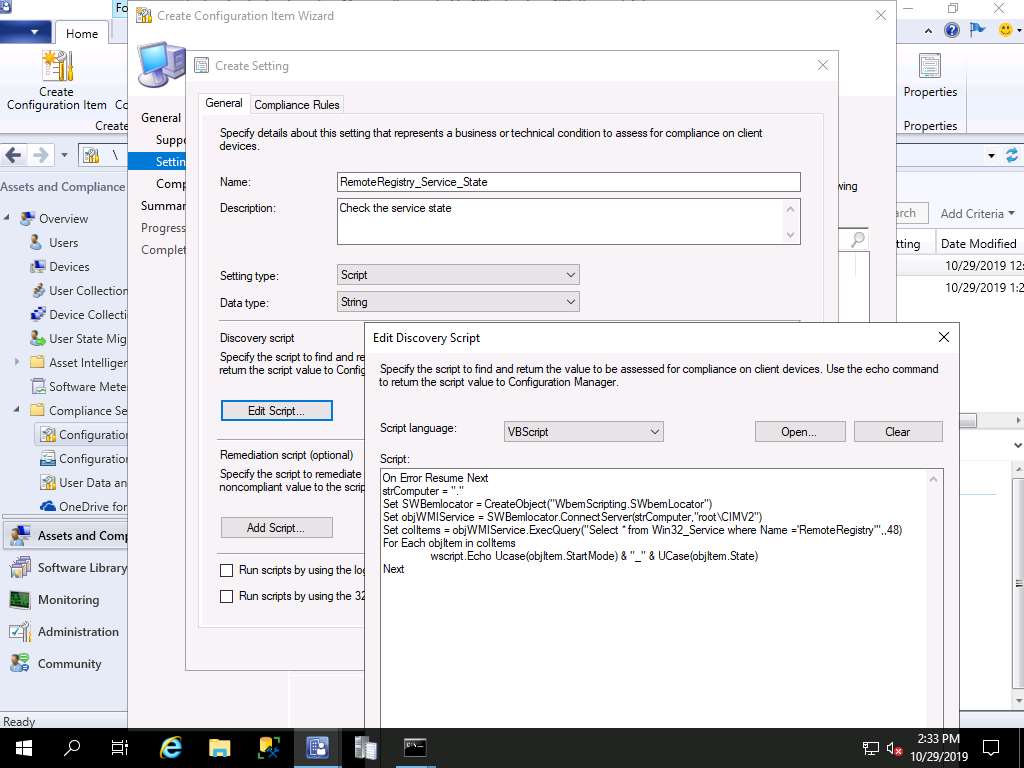 Fo
Create Configuration Item Wizard
Home
Create Setting
Create
Configuration Item
Co
Create
Properties
Properties
\
General
Suppo
Settin
Comp
Summar
Progress
Complet
General
Compliance Rules
Specify details about this setting that represents a business or technical condition to assess for compliance on client
devices.
Name:
RemoteRegistry_Service_State
Description:
Check the service state
Setting type:
Script
Data type:
String
Discovery script
Specify the script to find and re
return the script value to Config
Edit Script...
Remediation script (optional)
Specify the script to remediate
noncompliant value to the scrip
Add Script...
Run scripts by using the log
Run scripts by using the 32
Edit Discovery Script
Specify the script to find and return the value to be assessed for compliance on client devices. Use the echo command
to return the script value to Configuration Manager.
Script language:
VBScript
Open...
Clear
Script:
On Error Resume Next
strComputer = "."
Set SWBemlocator = CreateObject("WbemScripting.SWbemLocator")
Set objWMIService = SWBemlocator.ConnectServer(strComputer,"root\CIMV2")
Set colItems = objWMIService.ExecQuery("Select * from Win32_Service where Name ='RemoteRegistry'",,48)
For Each objItem in colItems
wscript.Echo Ucase(objItem.StartMode) & "_" & UCase(objItem.State)
Next
Assets and Compliance
Overview
Users
Devices
User Collection
Device Collecti
User State Mig
Asset Intelliger
Software Mete
Compliance Se
Configuration
Configuration
User Data an
OneDrive for
Assets and Comp
Software Library
Monitoring
Administration
Community
Ready
wing
arch
Add Criteria
tting
Date Modified
10/29/2019 12:
10/29/2019 1:2
2:33 PM
10/29/2019